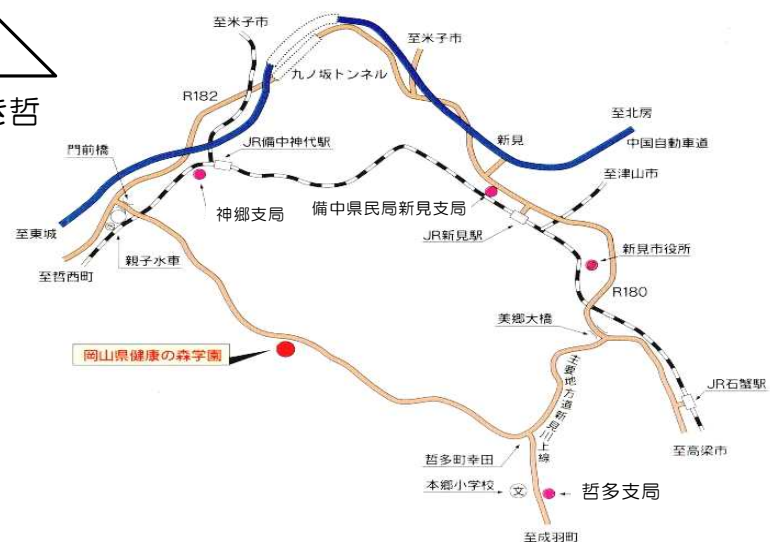 至米子市
至米子市
九ノ坂トンネル
R182
き哲
至北房
中国自動車道
新見
門前橋
JR備中神代駅
至津山市
神郷支局
備中県民局新見支局
JR新見駅
至東城
親子水車
新見市役所
至哲西町
R180
美郷大橋
岡山県健康の森学園
主要地方道新見川上線
JR石蟹駅
哲多町幸田
至高梁市
本郷小学校
文
哲多支局
至成羽町